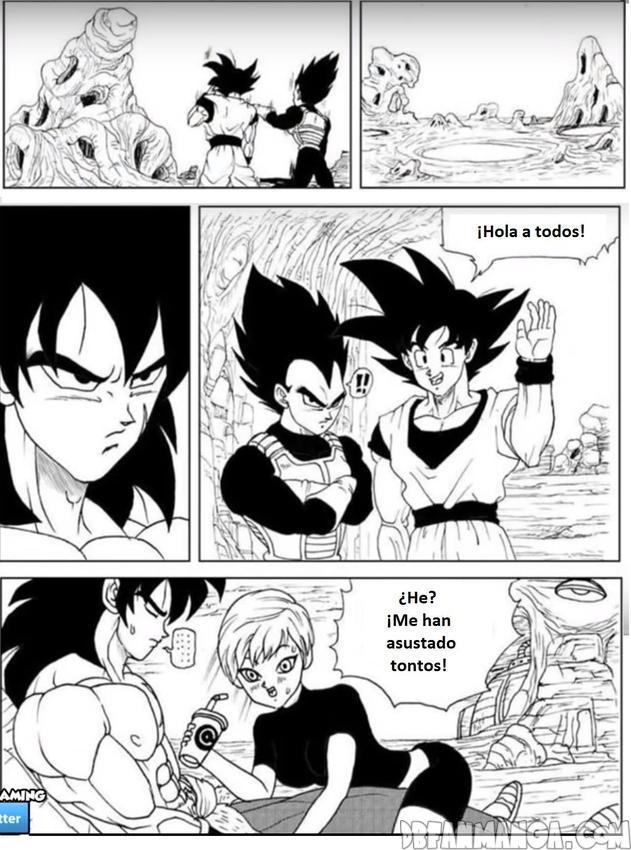 ¡Hola a todos!
!!
¿He?
¡Me han
asustado
tontos!
AMING
tter
DBFANMANGA.COM